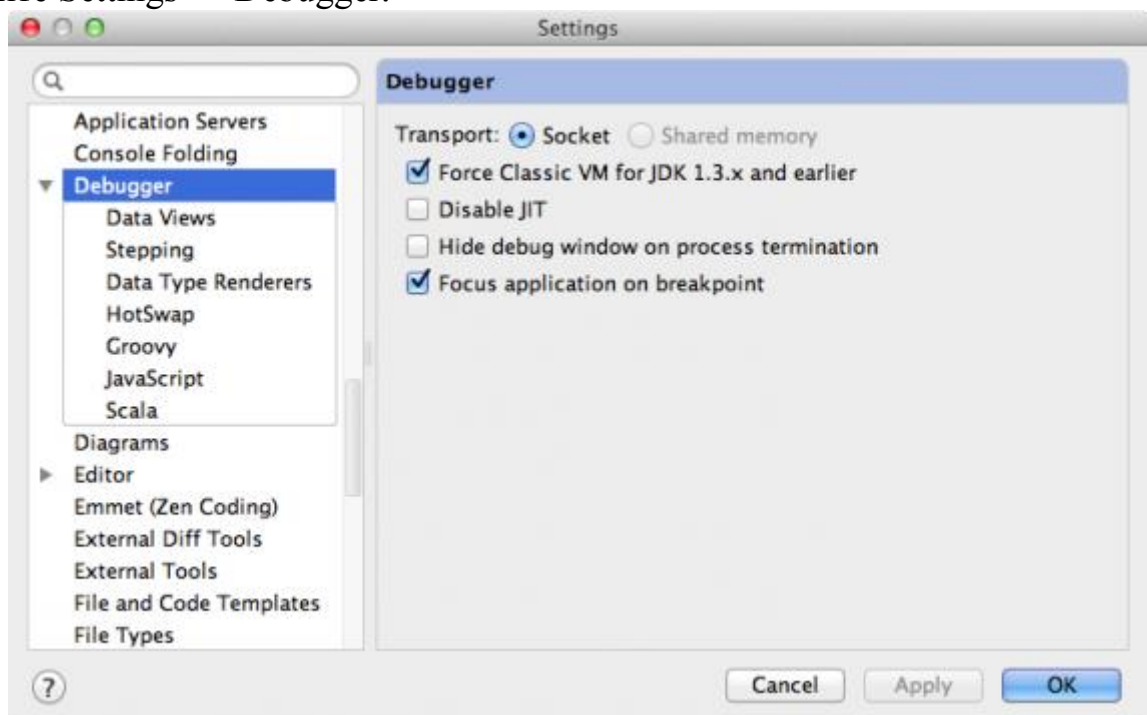 Settings
Debugger
Transport: Socket Shared memory
Force Classic VM for JDK 1.3.x and earlier
Disable JIT
Hide debug window on process termination
Focus application on breakpoint
Application Servers
Console Folding
Debugger
Data Views
Stepping
Data Type Renderers
HotSwap
Groovy
JavaScript
Scala
Diagrams
Editor
Emmet (Zen Coding)
External Diff Tools
External Tools
File and Code Templates
File Types
?
Cancel Apply OK